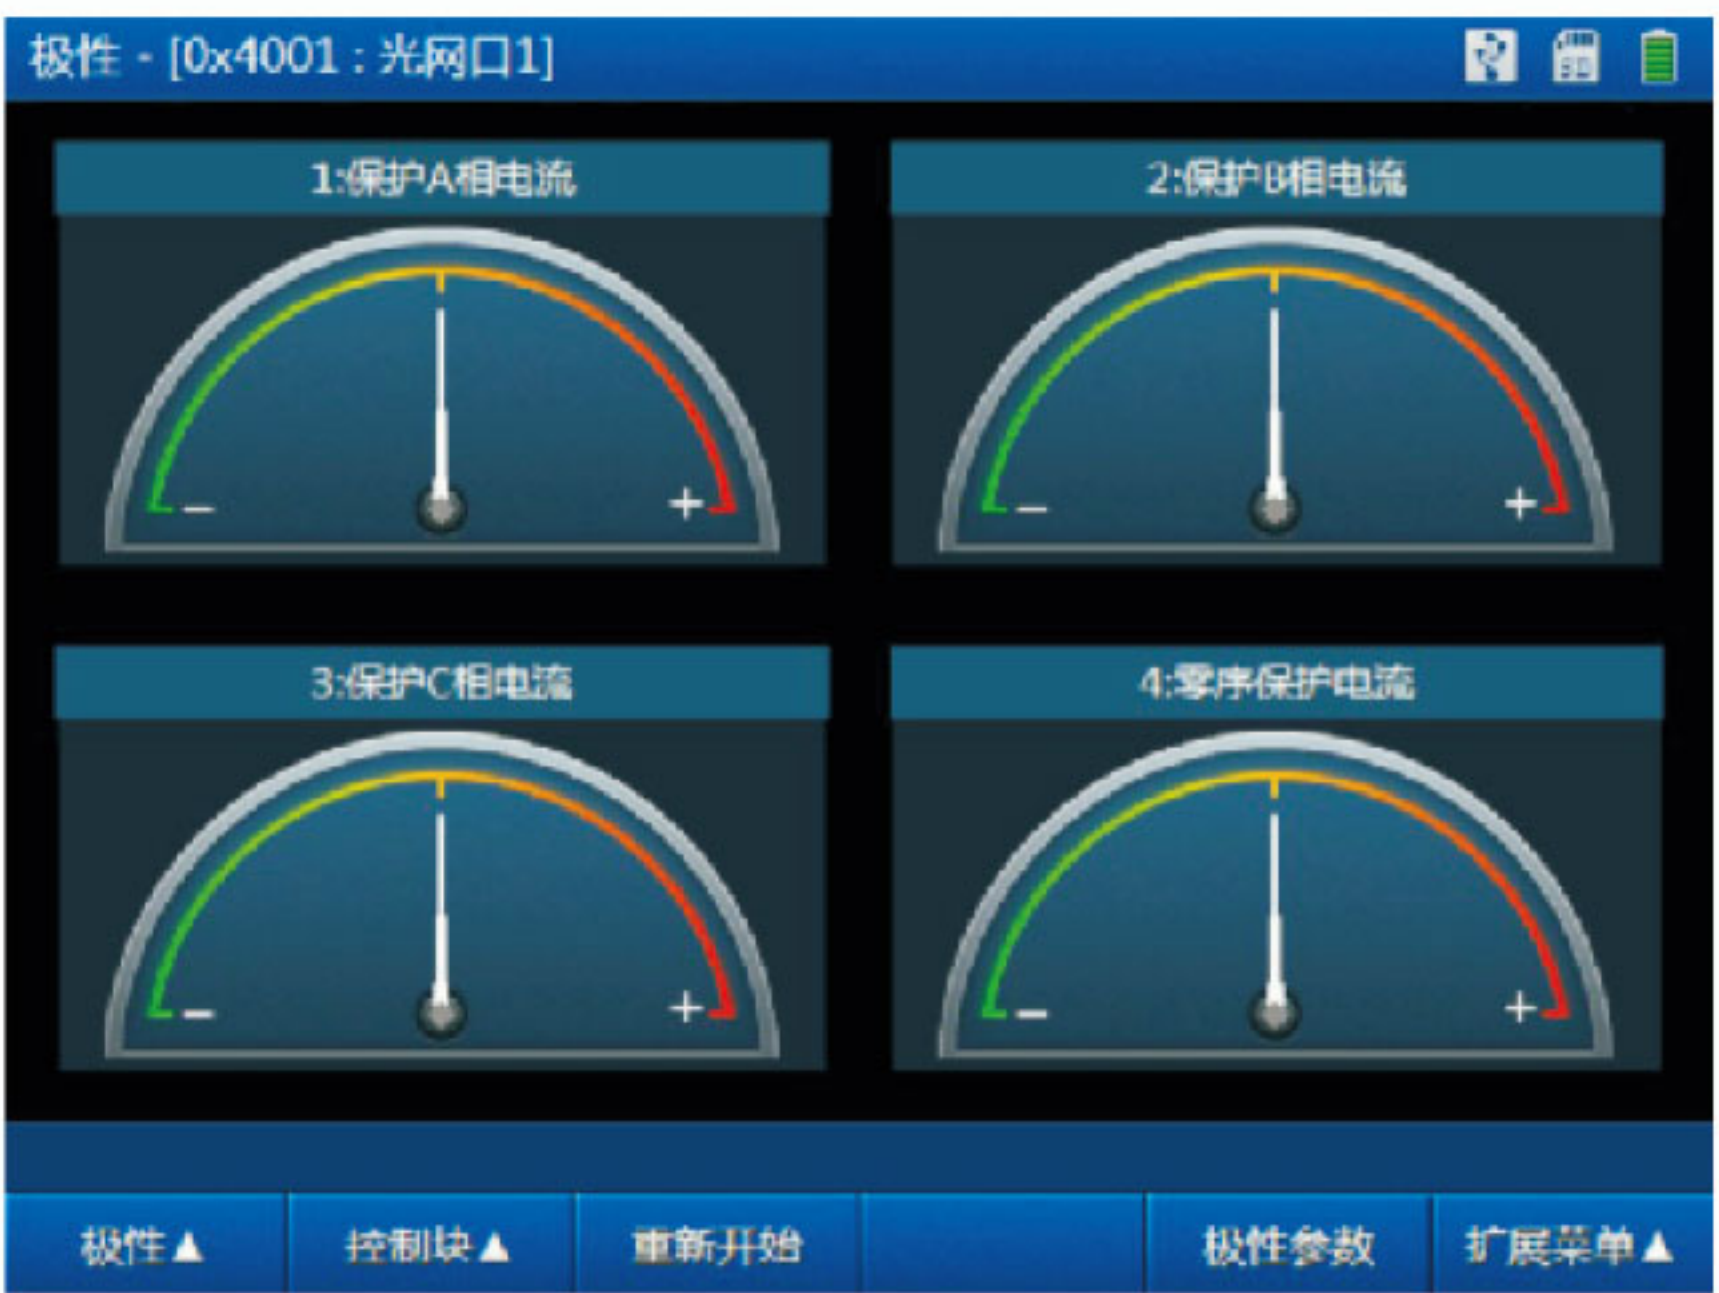 极性 - [0x4001 : 光网口1]
1:保护A相电流
2:保护B相电流
− +
− +
3:保护C相电流
4:零序保护电流
− +
− +
极性▲
控制块▲
重新开始
极性参数
扩展菜单▲